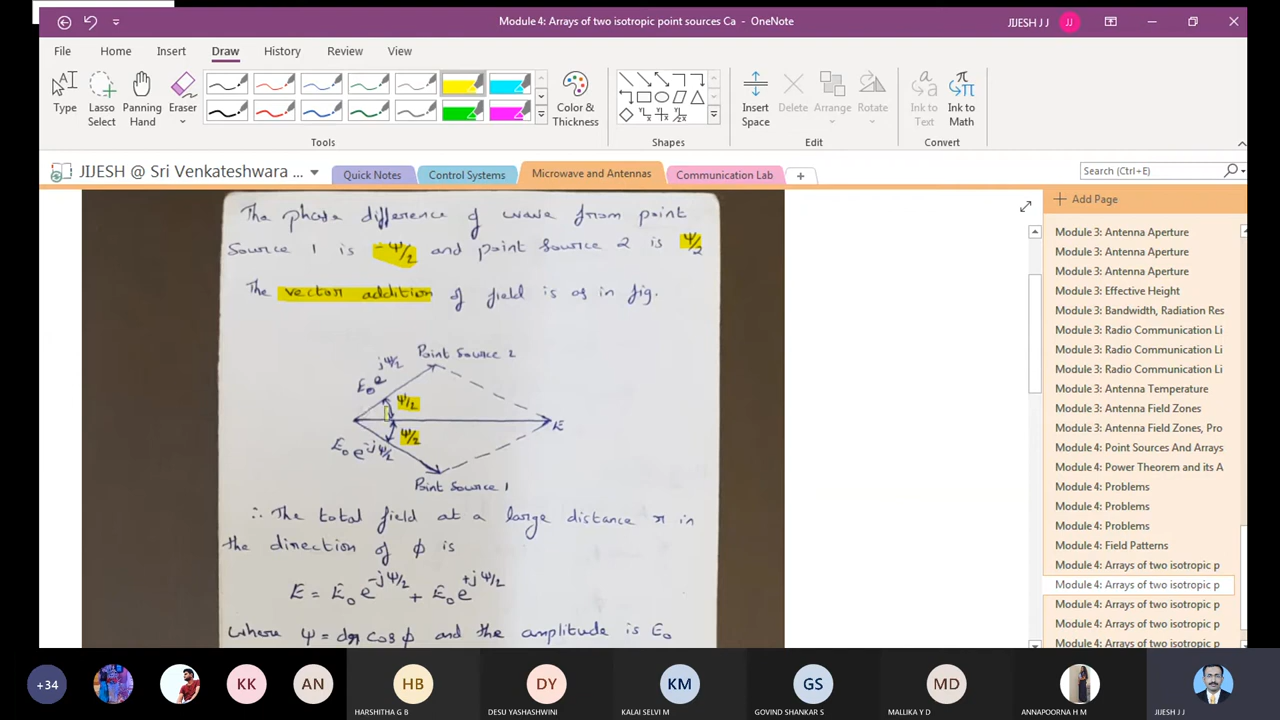 Module 4: Arrays of two isotropic point sources Ca - OneNote
JIJESH J J
JJ
File
Home
Insert
Draw
History
Review
View
Type
Lasso Select
Panning Hand
Eraser
Color & Thickness
Insert Space
Delete
Arrange
Rotate
Ink to Text
Ink to Math
Tools
Shapes
Edit
Convert
JIJESH @ Sri Venkateshwara ...
Quick Notes
Control Systems
Microwave and Antennas
Communication Lab
Search (Ctrl+E)
Add Page
The phase difference of wave from point
Source 1 is -Ψ/2 and point Source 2 is Ψ/2
The vector addition of field is as in fig.
Point Source 2
E₀e^jΨ/2
Ψ/2
E
Ψ/2
E₀e^-jΨ/2
Point Source 1
∴ The total field at a large distance r in
the direction of φ is
E = E₀e^-jΨ/2 + E₀e^+jΨ/2
where Ψ = dr cos φ and the amplitude is E₀
Module 3: Antenna Aperture
Module 3: Antenna Aperture
Module 3: Antenna Aperture
Module 3: Effective Height
Module 3: Bandwidth, Radiation Res
Module 3: Radio Communication Li
Module 3: Radio Communication Li
Module 3: Radio Communication Li
Module 3: Antenna Temperature
Module 3: Antenna Field Zones
Module 3: Antenna Field Zones, Pro
Module 4: Point Sources And Arrays
Module 4: Power Theorem and its A
Module 4: Problems
Module 4: Problems
Module 4: Problems
Module 4: Field Patterns
Module 4: Arrays of two isotropic p
Module 4: Arrays of two isotropic p
Module 4: Arrays of two isotropic p
Module 4: Arrays of two isotropic p
Module 4: Arrays of two isotropic p
+34
KK
AN
HB
HARSHITHA G B
DY
DESU YASHASHWINI
KM
KALAI SELVI M
GS
GOVIND SHANKAR S
MD
MALLIKA Y D
ANNAPOORNA H M
JIJESH J J